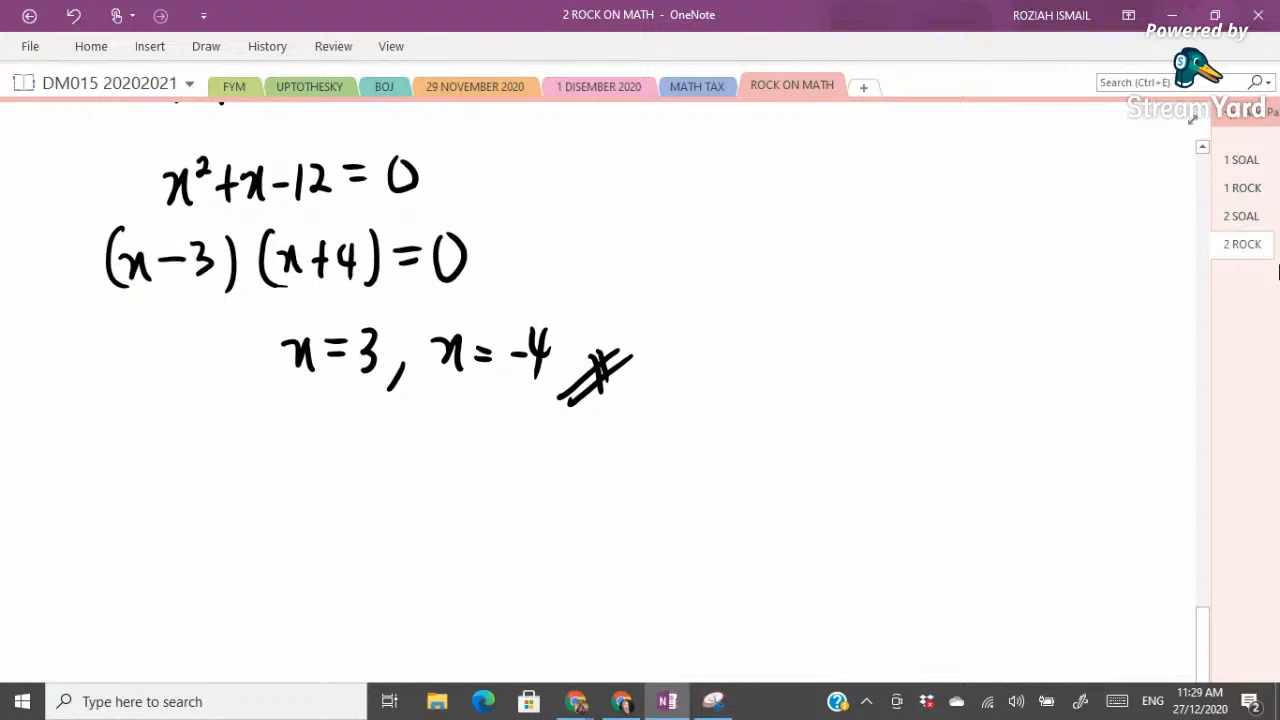 2 ROCK ON MATH - OneNote
ROZIAH ISMAIL
Powered by
File Home Insert Draw History Review View
S
StreamYard
DM015 20202021 FYM UPTOTHESKY BOJ 29 NOVEMBER 2020 1 DISEMBER 2020 MATH TAX ROCK ON MATH +
Search (Ctrl+E)
x²+x-12=0
(x-3)(x+4)=0
x=3, x=-4
1 SOAL
1 ROCK
2 SOAL
2 ROCK
Type here to search
ENG
11:29 AM
27/12/2020
2